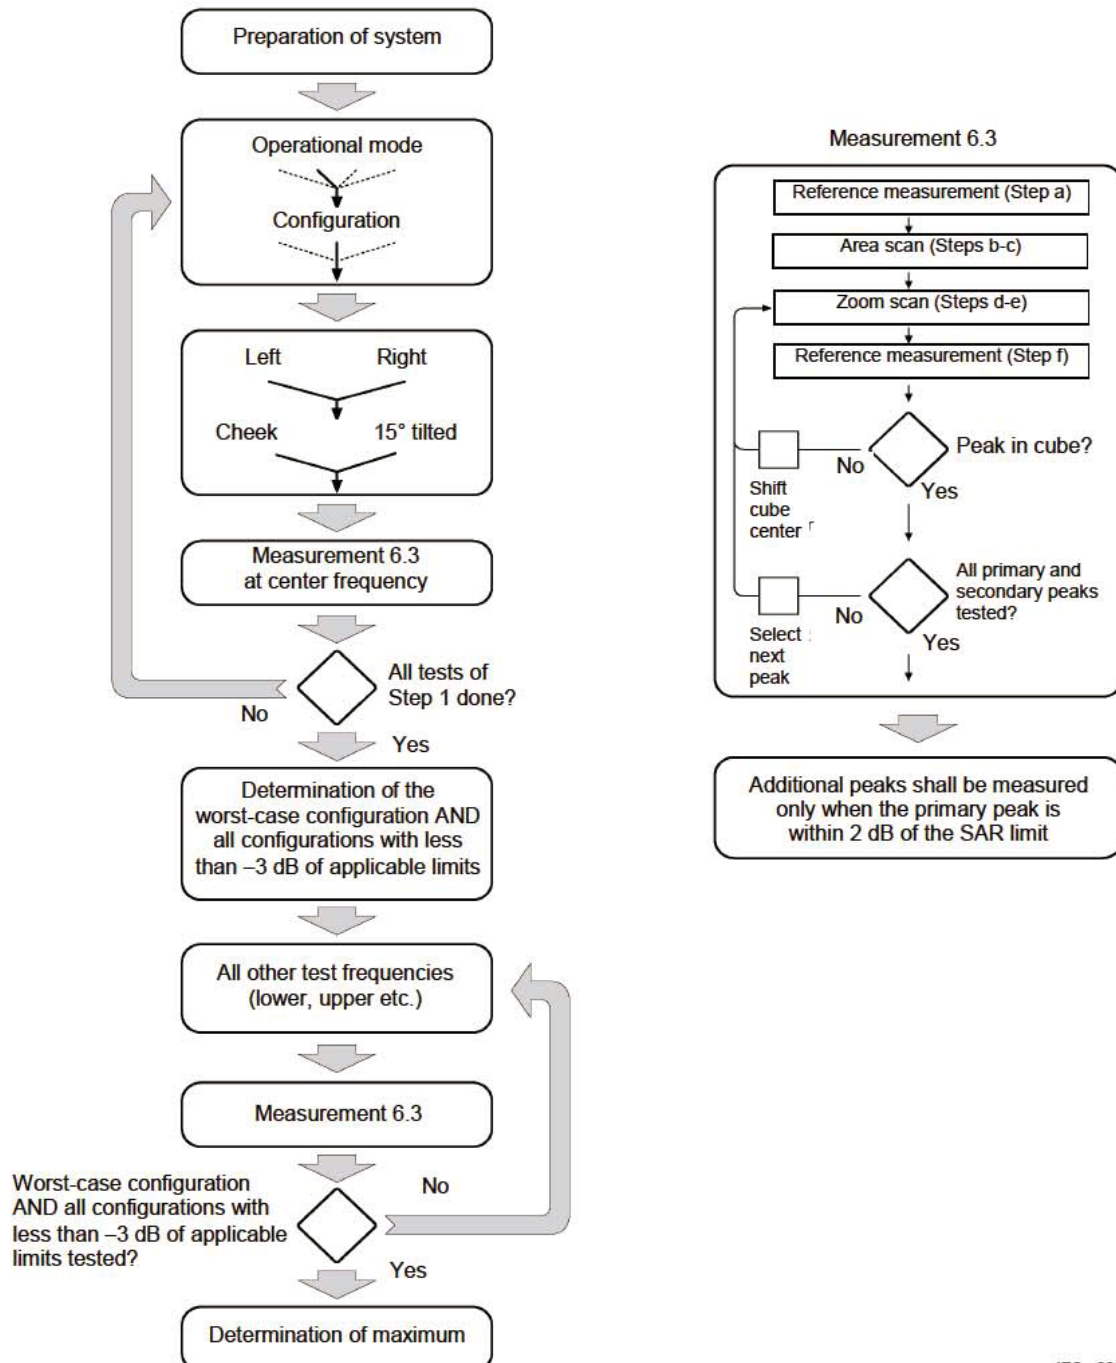 Preparation of system
Operational mode
Configuration
Left Right
Cheek 15° tilted
Measurement 6.3
at center frequency
All tests of
Step 1 done?
No
Yes
Determination of the
worst-case configuration AND
all configurations with less
than –3 dB of applicable limits
All other test frequencies
(lower, upper etc.)
Measurement 6.3
Worst-case configuration
AND all configurations with
less than –3 dB of applicable
limits tested?
No
Yes
Determination of maximum
Measurement 6.3
Reference measurement (Step a)
Area scan (Steps b-c)
Zoom scan (Steps d-e)
Reference measurement (Step f)
Peak in cube?
No
Yes
Shift
cube
center
All primary and
secondary peaks
tested?
No
Yes
Select
next
peak
Additional peaks shall be measured
only when the primary peak is
within 2 dB of the SAR limit